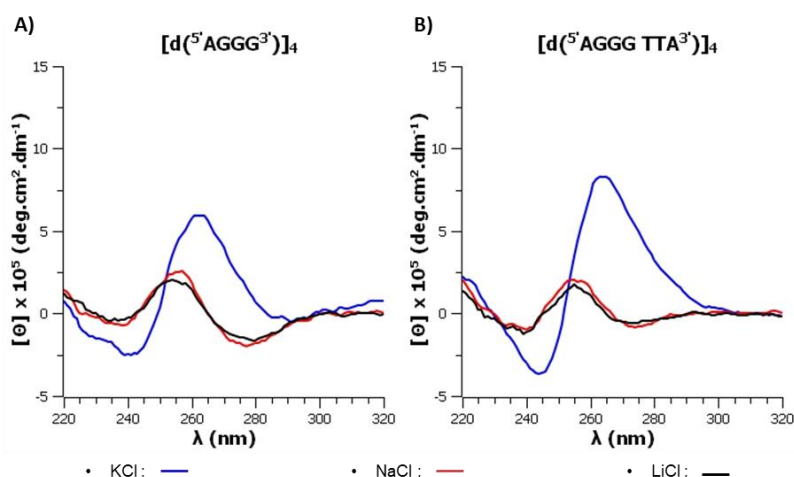 A)
[d(5'AGGG3')]4
15
10
5
0
-5
[Θ] x 10⁵ (deg.cm².dm⁻¹)
220 240 260 280 300 320
λ (nm)
B)
[d(5'AGGG TTA3')]4
15
10
5
0
-5
[Θ] x 10⁵ (deg.cm².dm⁻¹)
220 240 260 280 300 320
λ (nm)
• KCl : • NaCl : • LiCl :